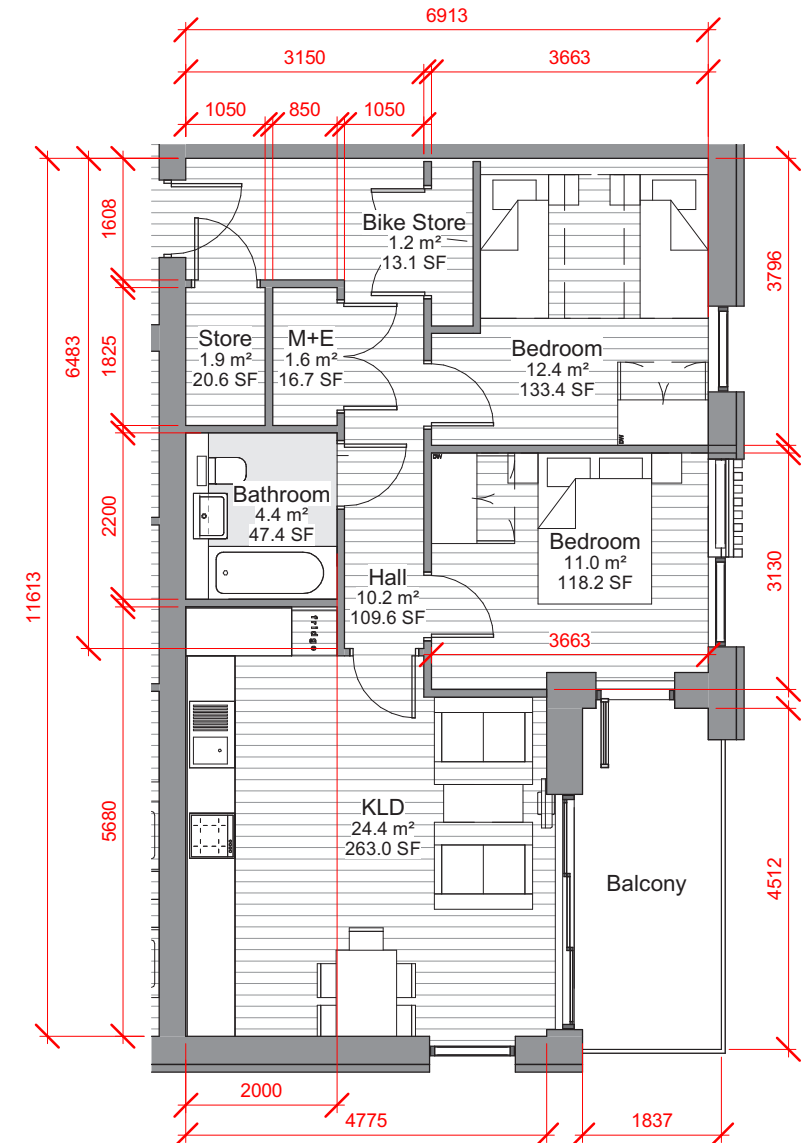 6913
3150
3663
1050
850
1050
1608
6483
1825
2200
11613
5680
3796
3130
4512
Bike Store
1.2 m²
13.1 SF
Store
1.9 m²
20.6 SF
M+E
1.6 m²
16.7 SF
Bedroom
12.4 m²
133.4 SF
DW
DW
Bathroom
4.4 m²
47.4 SF
Bedroom
11.0 m²
118.2 SF
Hall
10.2 m²
109.6 SF
3663
fridge
KLD
24.4 m²
263.0 SF
Balcony
2000
4775
1837